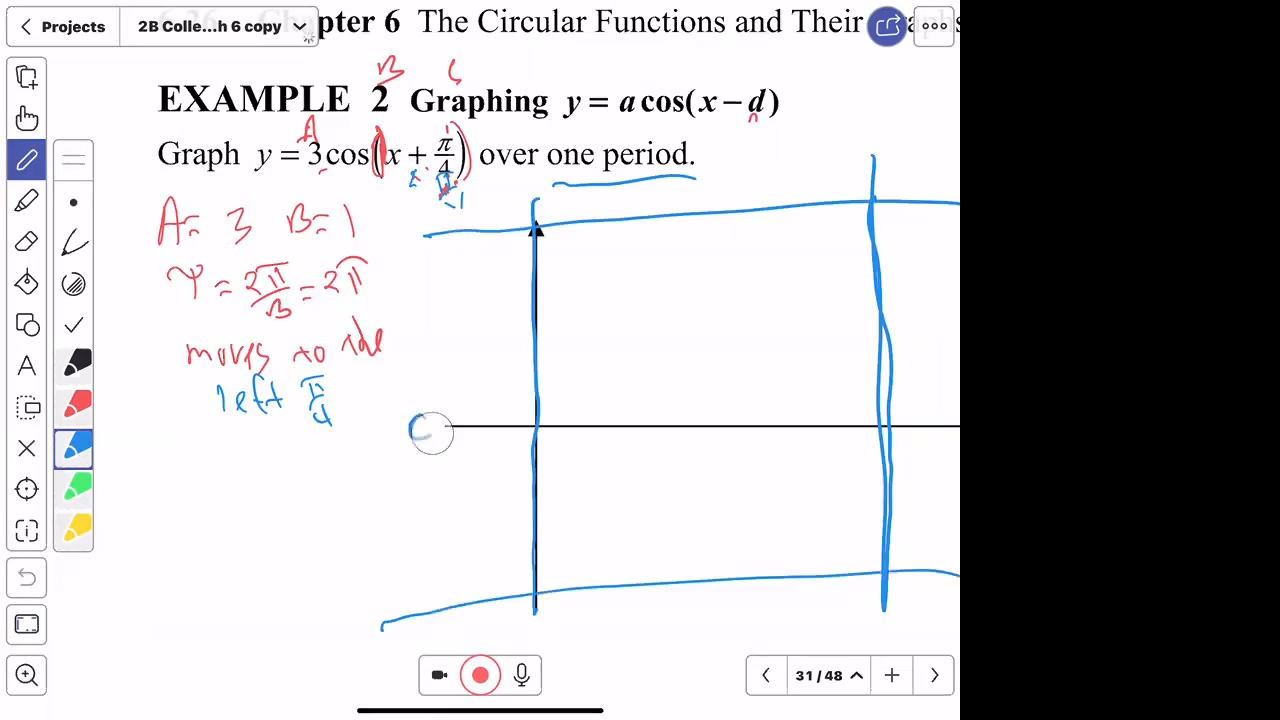 Chapter 6 The Circular Functions and Their Graphs
Projects
2B Colle...h 6 copy
B
EXAMPLE 2 Graphing y = a cos(x − d)
A
Graph y = 3cos(x + π/4) over one period.
A = 3 B = 1
= 2π/B = 2π
moves to the
left π/4
A
31 / 48